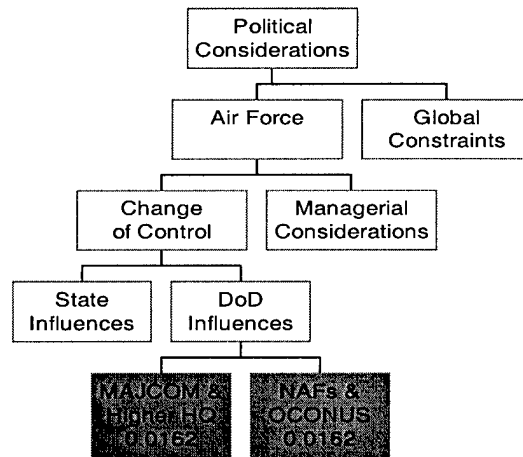 Political
Considerations
Air Force
Global
Constraints
Change
of Control
Managerial
Considerations
State
Influences
DoD
Influences
MAJCOM &
Higher HQ
0.0162
NAFs &
OCONUS
0.0162